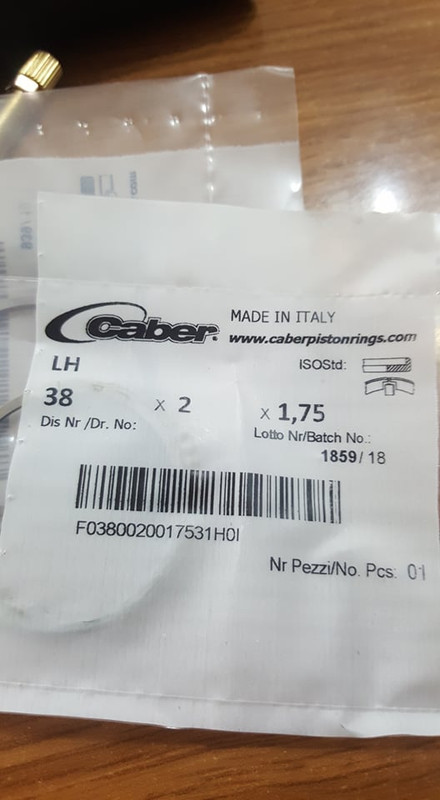 Caber.
MADE IN ITALY
www.caberpistonrings.com
LH
ISOStd:
38 x 2 x 1,75
Dis Nr /Dr. No:
Lotto Nr/Batch No.:
1859/ 18
F0380020017531H0I
Nr Pezzi/No. Pcs: 01